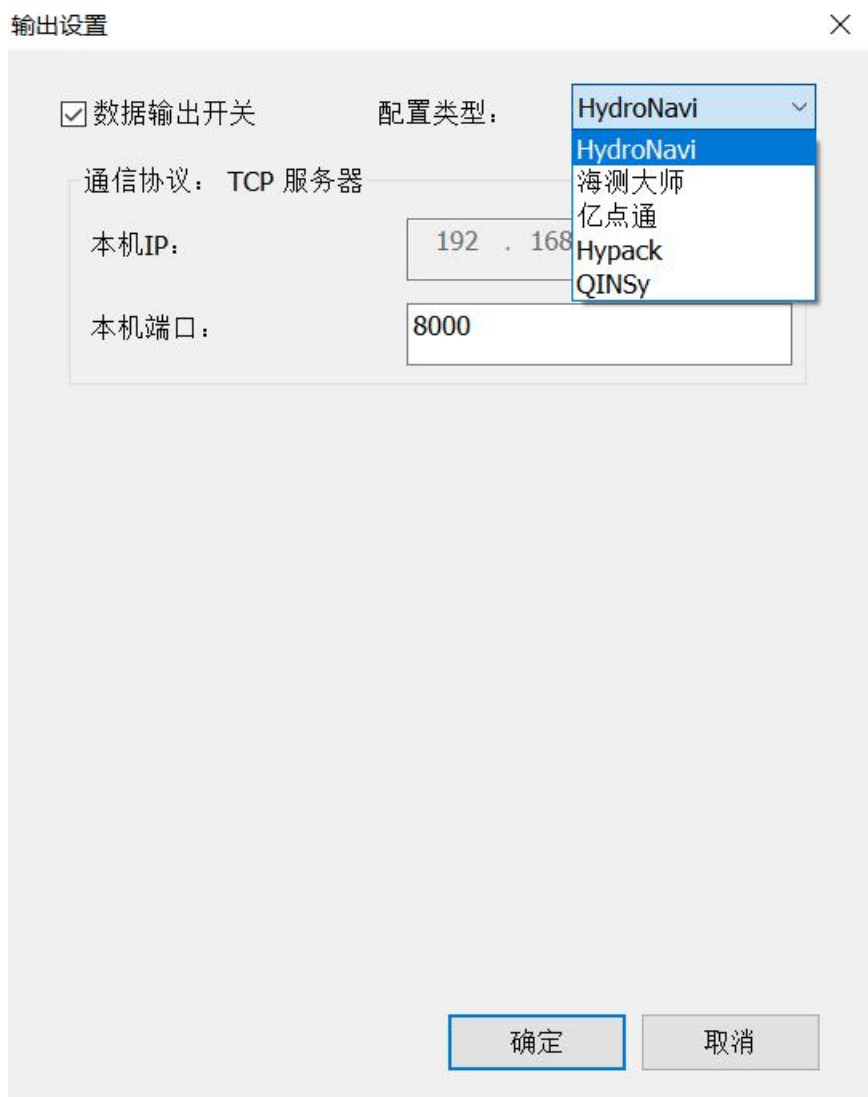 输出设置
数据输出开关 配置类型： HydroNavi
HydroNavi
海测大师
亿点通
Hypack
QINSy
通信协议： TCP 服务器
本机IP： 192 . 168
本机端口： 8000
确定 取消